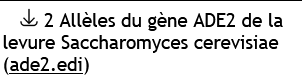 2 Allèles du gène ADE2 de la
levure Saccharomyces cerevisiae
(ade2.edi)